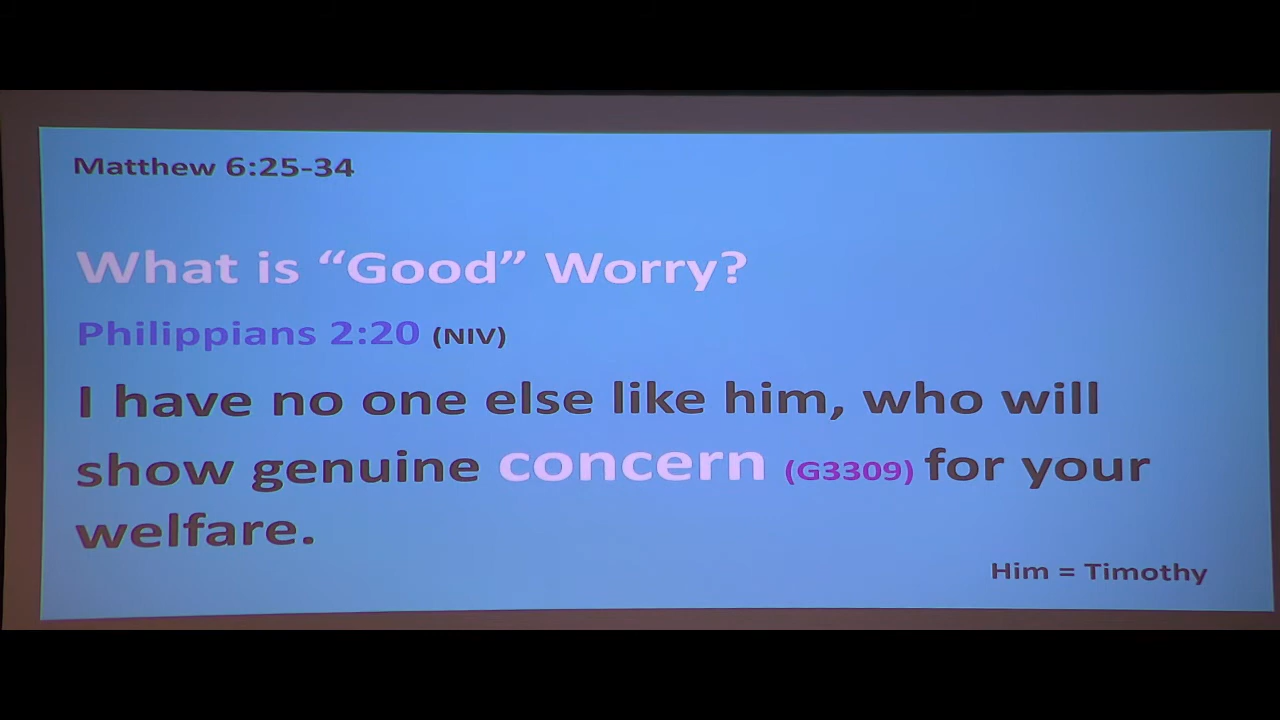 Matthew 6:25-34
What is “Good” Worry?
Philippians 2:20 (NIV)
I have no one else like him, who will
show genuine concern (G3309) for your
welfare.
Him = Timothy